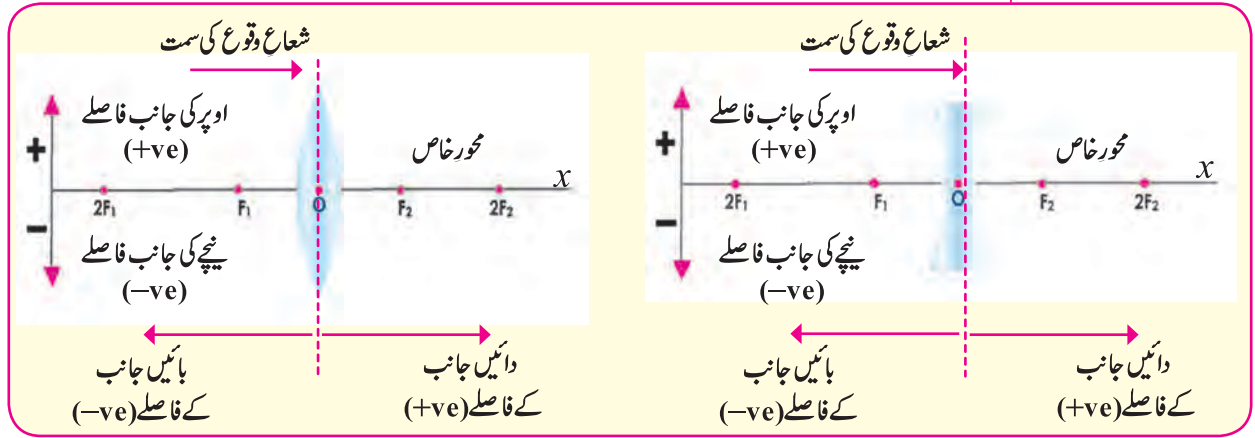 شعاعِ وقوع کی سمت
اوپر کی جانب فاصلے
(+ve)
محورِ خاص
+
x
2F₁ F₁ O F₂ 2F₂
−
نیچے کی جانب فاصلے
(−ve)
دائیں جانب
کے فاصلے (+ve)
بائیں جانب
کے فاصلے (−ve)
شعاعِ وقوع کی سمت
اوپر کی جانب فاصلے
(+ve)
محورِ خاص
+
x
2F₁ F₁ O F₂ 2F₂
−
نیچے کی جانب فاصلے
(−ve)
دائیں جانب
کے فاصلے (+ve)
بائیں جانب
کے فاصلے (−ve)